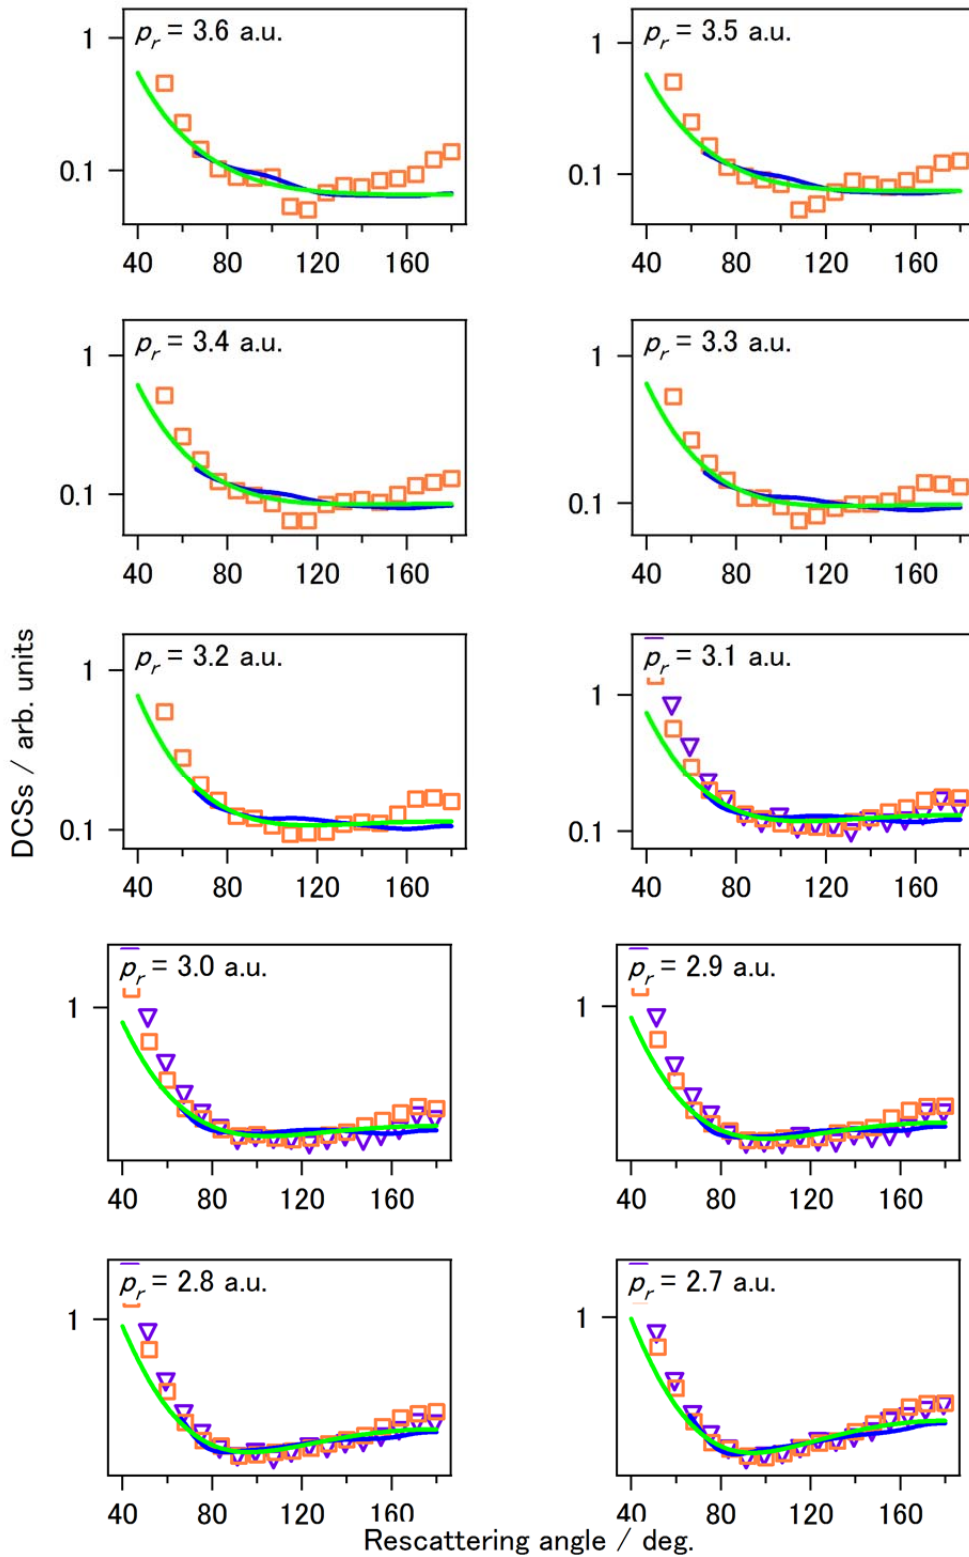 p_r = 3.6 a.u.
1
0.1
40 80 120 160
p_r = 3.5 a.u.
1
0.1
40 80 120 160
p_r = 3.4 a.u.
1
0.1
40 80 120 160
p_r = 3.3 a.u.
1
0.1
40 80 120 160
DCSs / arb. units
p_r = 3.2 a.u.
1
0.1
40 80 120 160
p_r = 3.1 a.u.
1
0.1
40 80 120 160
p_r = 3.0 a.u.
1
40 80 120 160
p_r = 2.9 a.u.
1
40 80 120 160
p_r = 2.8 a.u.
1
40 80 120 160
p_r = 2.7 a.u.
1
40 80 120 160
Rescattering angle / deg.